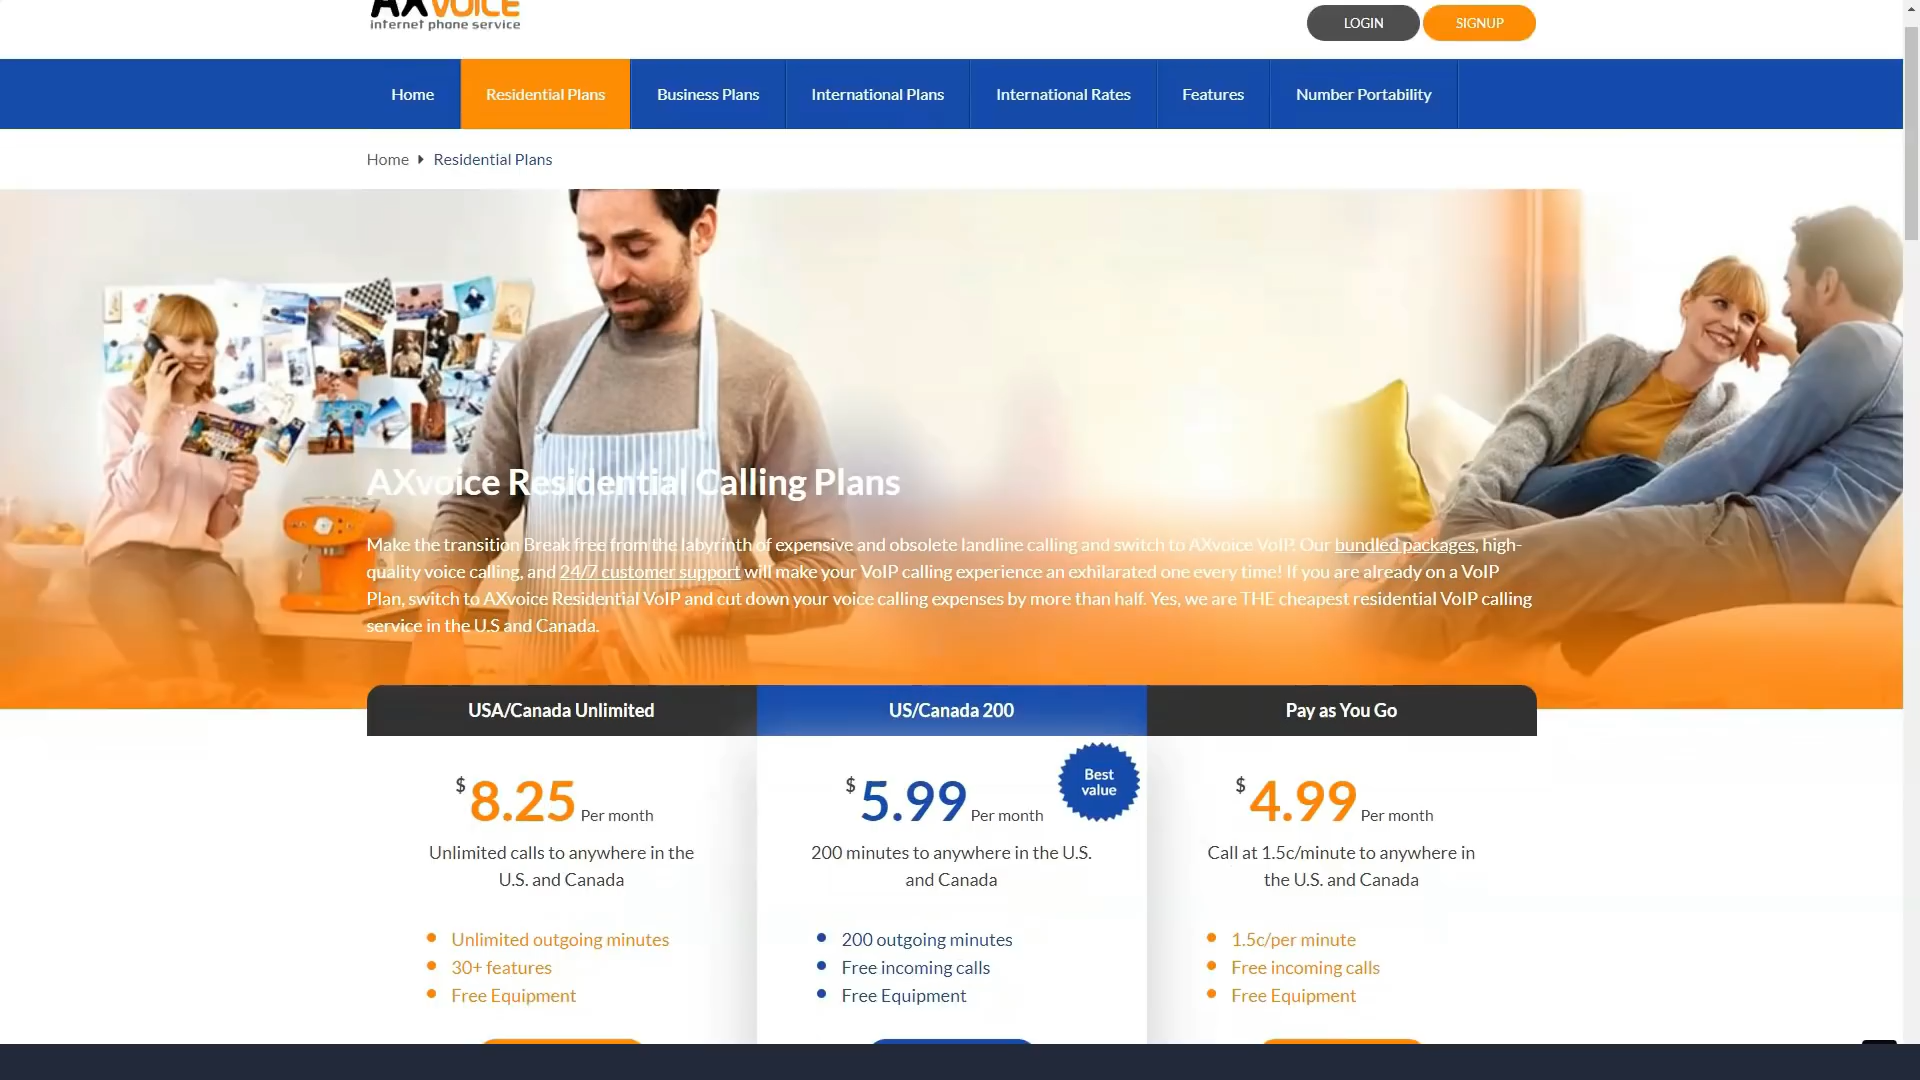 AXvoice
internet phone service
LOGIN
SIGNUP
Home
Residential Plans
Business Plans
International Plans
International Rates
Features
Number Portability
Home
Residential Plans
AXvoice Residential Calling Plans
Make the transition Break free from the labyrinth of expensive and obsolete landline calling and switch to AXvoice VoIP. Our bundled packages, high-
quality voice calling, and 24/7 customer support will make your VoIP calling experience an exhilarated one every time! If you are already on a VoIP
Plan, switch to AXvoice Residential VoIP and cut down your voice calling expenses by more than half. Yes, we are THE cheapest residential VoIP calling
service in the U.S and Canada.
USA/Canada Unlimited
$8.25 Per month
Unlimited calls to anywhere in the
U.S. and Canada
Unlimited outgoing minutes
30+ features
Free Equipment
US/Canada 200
Best
value
$5.99 Per month
200 minutes to anywhere in the U.S.
and Canada
200 outgoing minutes
Free incoming calls
Free Equipment
Pay as You Go
$4.99 Per month
Call at 1.5c/minute to anywhere in
the U.S. and Canada
1.5c/per minute
Free incoming calls
Free Equipment